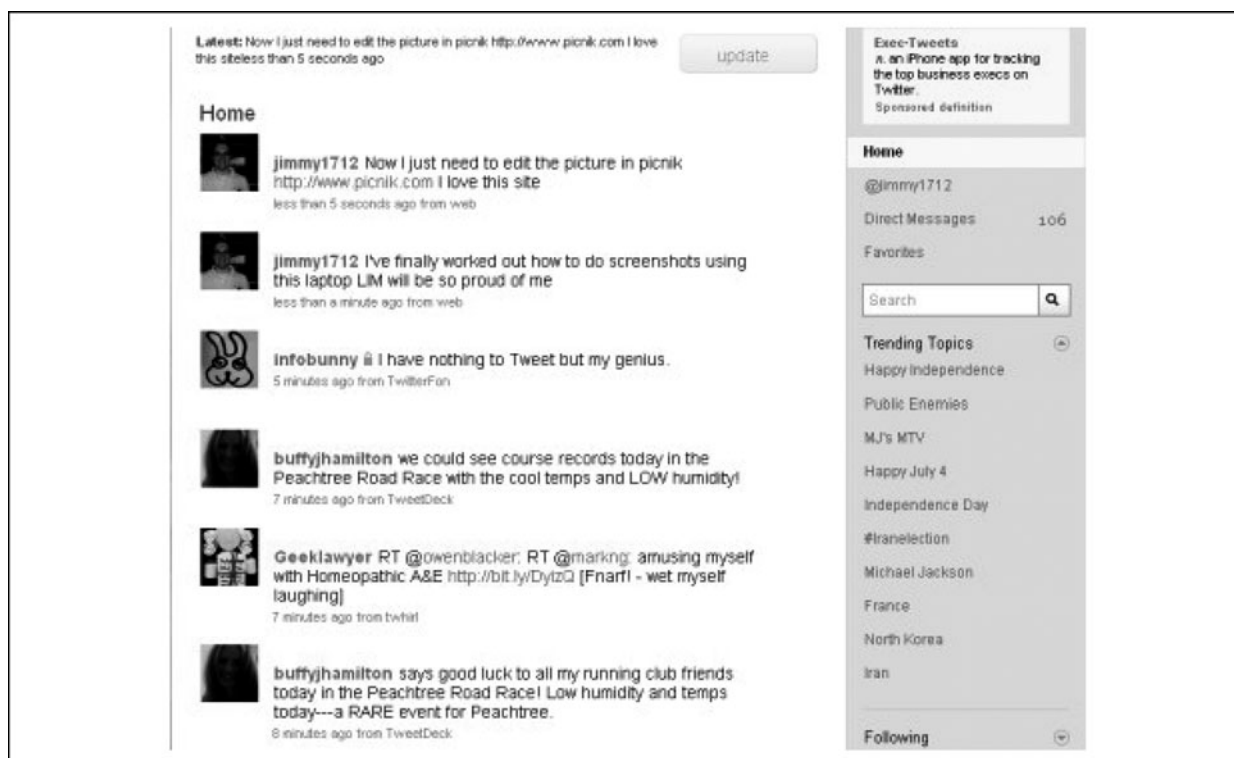 Latest: Now I just need to edit the picture in picnik http://www.picnik.com I love
this siteless than 5 seconds ago
update
Home
jimmy1712 Now I just need to edit the picture in picnik
http://www.picnik.com I love this site
less than 5 seconds ago from web
jimmy1712 I've finally worked out how to do screenshots using
this laptop LIM will be so proud of me
less than a minute ago from web
infobunny I have nothing to Tweet but my genius.
5 minutes ago from TwitterFon
buffyjhamilton we could see course records today in the
Peachtree Road Race with the cool temps and LOW humidity!
7 minutes ago from TweetDeck
Geeklawyer RT @owenblacker: RT @markng: amusing myself
with Homeopathic A&E http://bit.ly/DyIzQ [Fnarf! - wet myself
laughing]
7 minutes ago from twhirl
buffyjhamilton says good luck to all my running club friends
today in the Peachtree Road Race! Low humidity and temps
today---a RARE event for Peachtree.
8 minutes ago from TweetDeck
Exec-Tweets
n. an iPhone app for tracking
the top business execs on
Twitter.
Sponsored definition
Home
@jimmy1712
Direct Messages 106
Favorites
Search
Trending Topics
Happy Independence
Public Enemies
MJ's MTV
Happy July 4
Independence Day
#iranelection
Michael Jackson
France
North Korea
Iran
Following